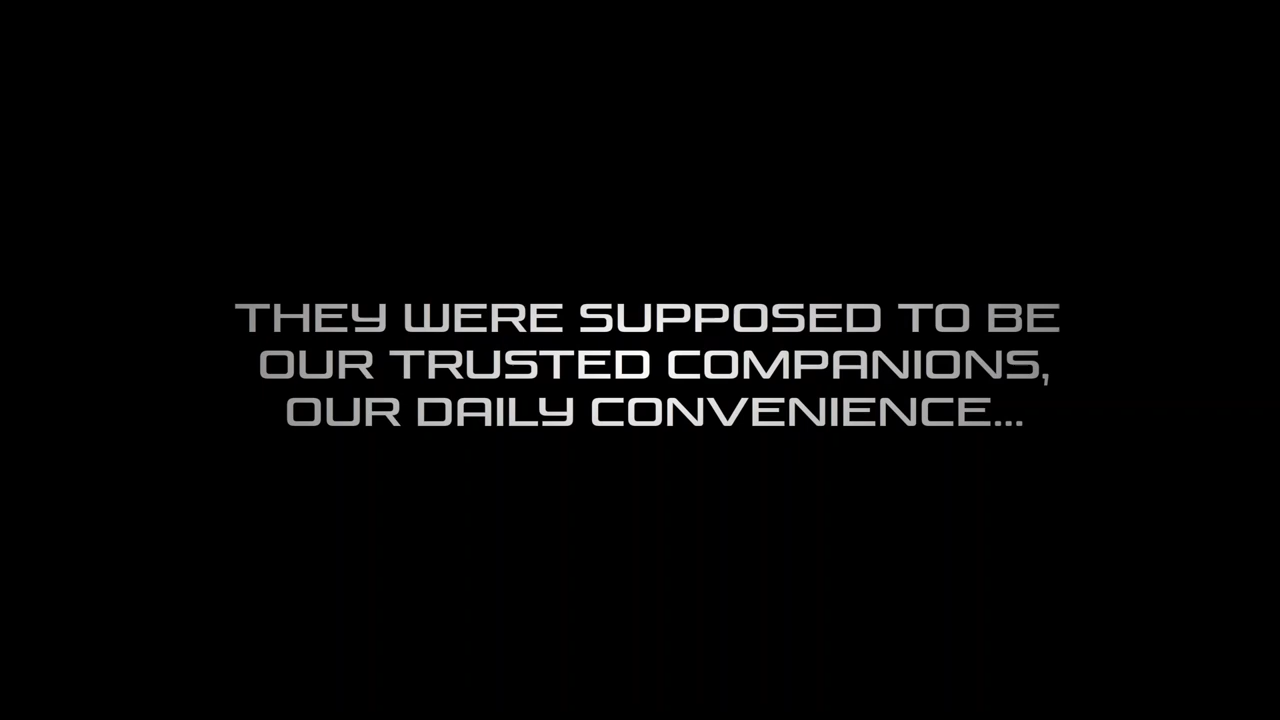 THEY WERE SUPPOSED TO BE
OUR TRUSTED COMPANIONS,
OUR DAILY CONVENIENCE...